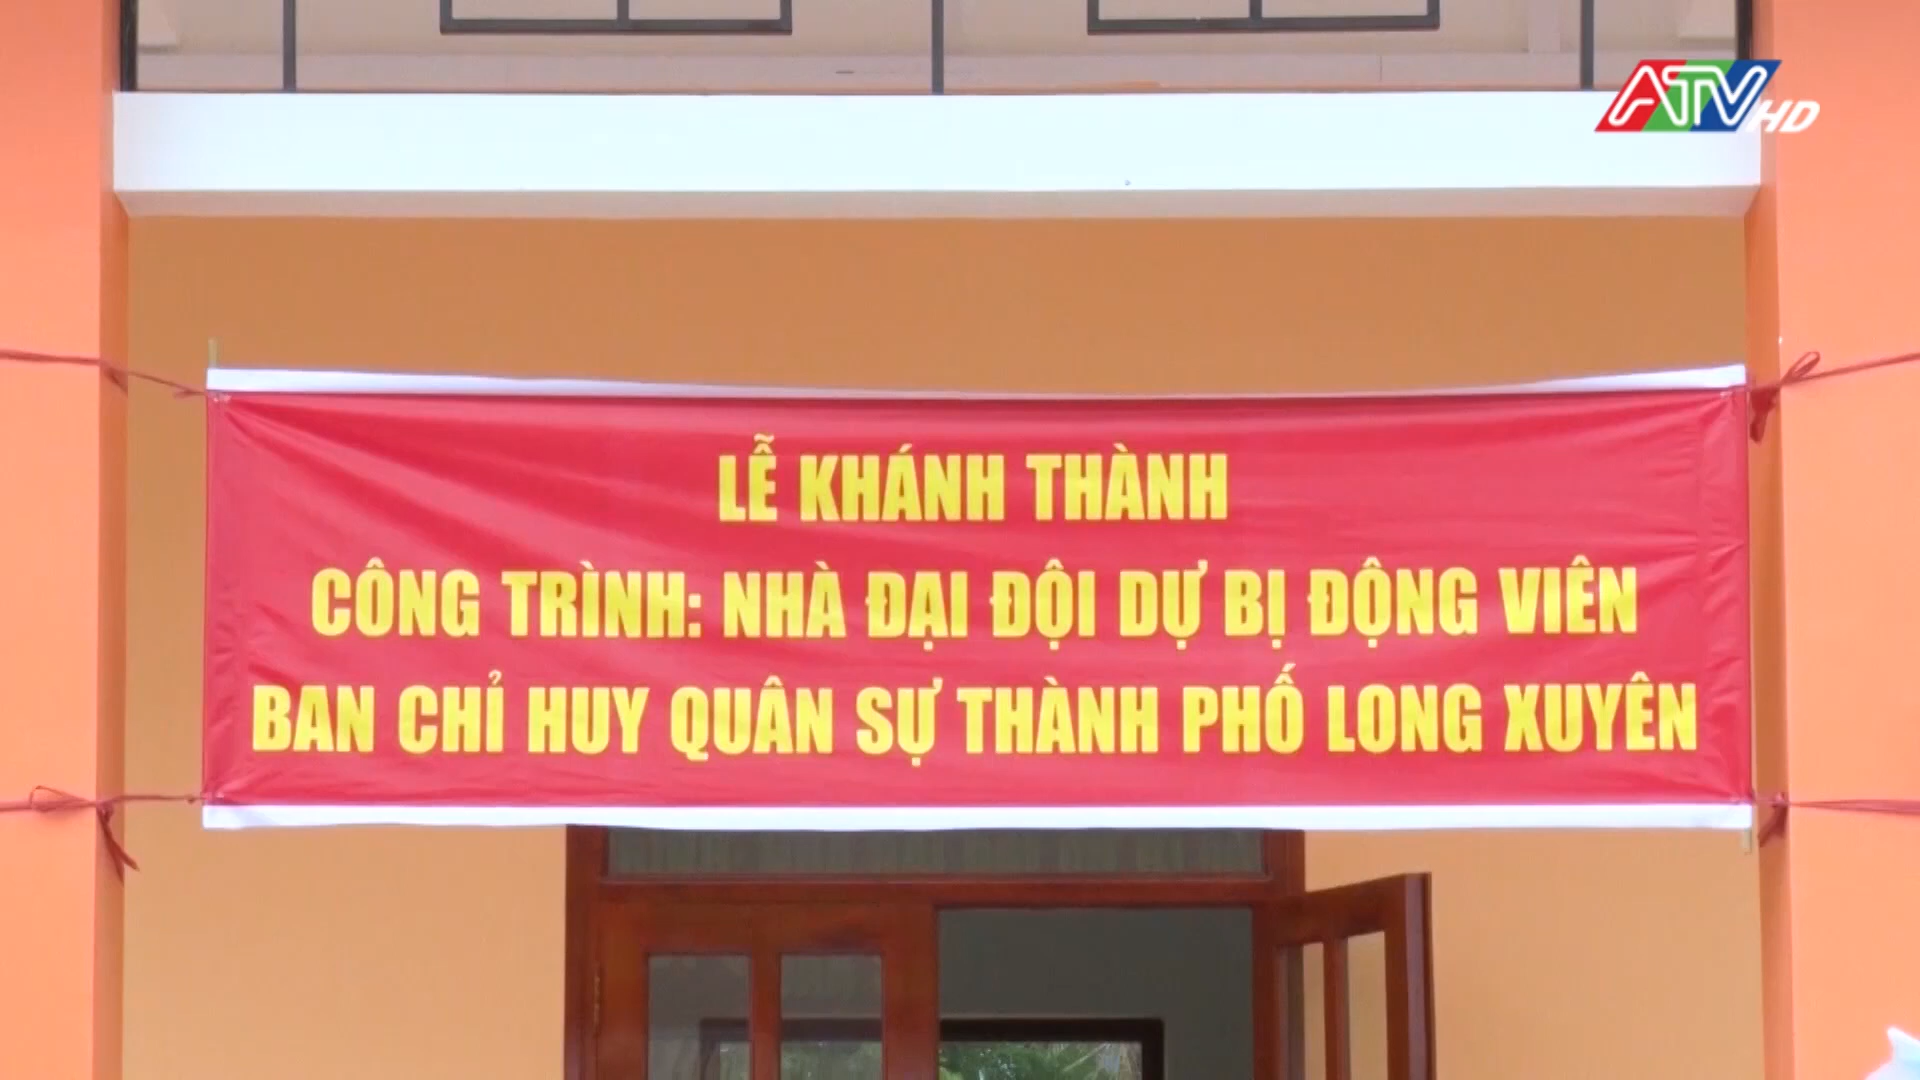 ATV HD
LỄ KHÁNH THÀNH
CÔNG TRÌNH: NHÀ ĐẠI ĐỘI DỰ BỊ ĐỘNG VIÊN
BAN CHỈ HUY QUÂN SỰ THÀNH PHỐ LONG XUYÊN